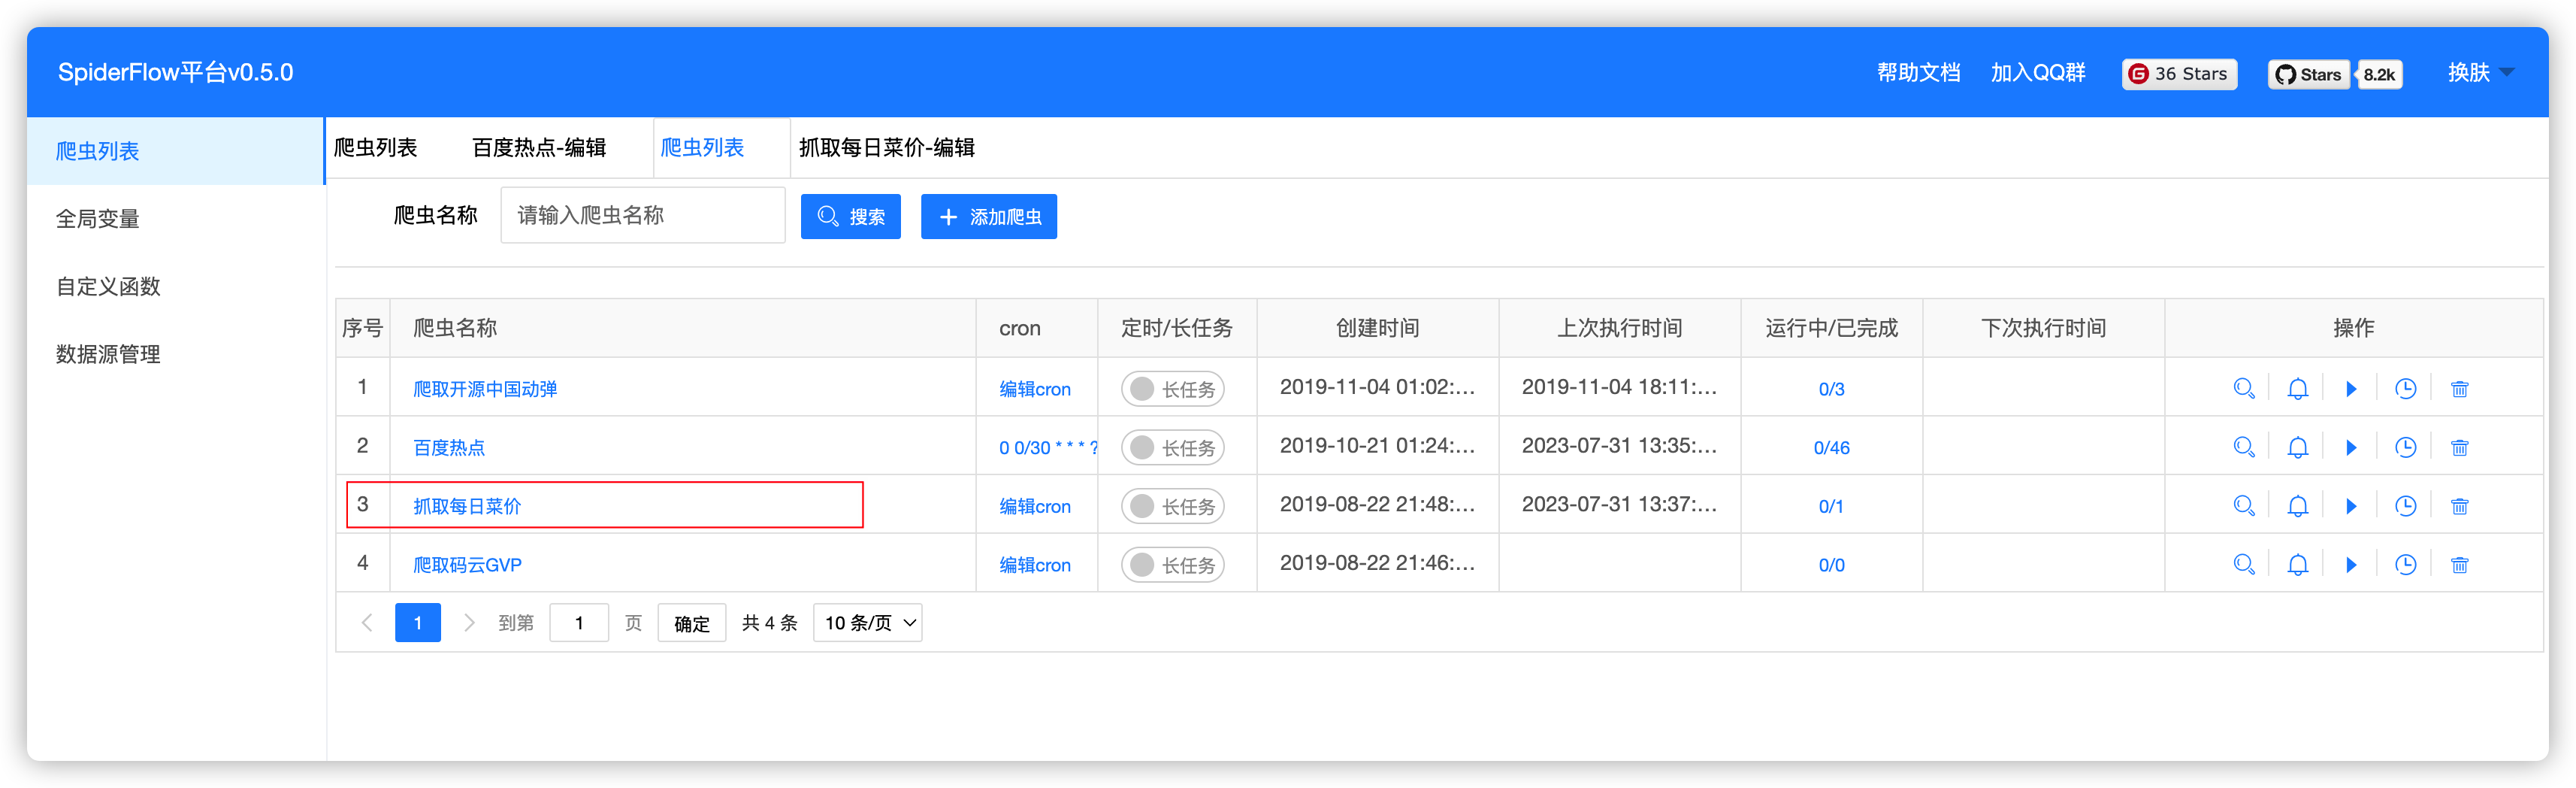 SpiderFlow平台v0.5.0 帮助文档 加入QQ群 36 Stars Stars 8.2k 换肤
爬虫列表
全局变量
自定义函数
数据源管理
爬虫列表 百度热点-编辑 爬虫列表 抓取每日菜价-编辑
爬虫名称 请输入爬虫名称 搜索 添加爬虫
序号 爬虫名称 cron 定时/长任务 创建时间 上次执行时间 运行中/已完成 下次执行时间 操作
1 爬取开源中国动弹 编辑cron 长任务 2019-11-04 01:02:... 2019-11-04 18:11:... 0/3
2 百度热点 0 0/30 * * * ? 长任务 2019-10-21 01:24:... 2023-07-31 13:35:... 0/46
3 抓取每日菜价 编辑cron 长任务 2019-08-22 21:48:... 2023-07-31 13:37:... 0/1
4 爬取码云GVP 编辑cron 长任务 2019-08-22 21:46:... 0/0
1 到第 1 页 确定 共 4 条 10 条/页